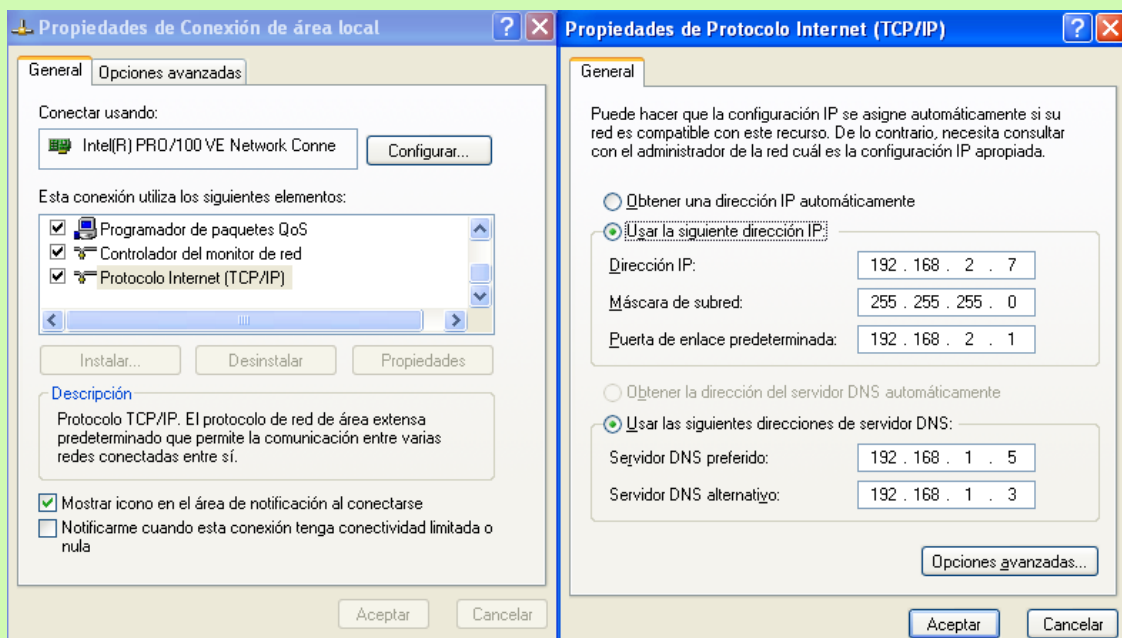 Propiedades de Conexión de área local
General
Opciones avanzadas
Conectar usando:
Intel(R) PRO/100 VE Network Conne
Configurar...
Esta conexión utiliza los siguientes elementos:
Programador de paquetes QoS
Controlador del monitor de red
Protocolo Internet (TCP/IP)
Instalar...
Desinstalar
Propiedades
Descripción
Protocolo TCP/IP. El protocolo de red de área extensa
predeterminado que permite la comunicación entre varias
redes conectadas entre sí.
Mostrar icono en el área de notificación al conectarse
Notificarme cuando esta conexión tenga conectividad limitada o
nula
Aceptar
Cancelar
Propiedades de Protocolo Internet (TCP/IP)
General
Puede hacer que la configuración IP se asigne automáticamente si su
red es compatible con este recurso. De lo contrario, necesita consultar
con el administrador de la red cuál es la configuración IP apropiada.
Obtener una dirección IP automáticamente
Usar la siguiente dirección IP:
Dirección IP: 192 . 168 . 2 . 7
Máscara de subred: 255 . 255 . 255 . 0
Puerta de enlace predeterminada: 192 . 168 . 2 . 1
Obtener la dirección del servidor DNS automáticamente
Usar las siguientes direcciones de servidor DNS:
Servidor DNS preferido: 192 . 168 . 1 . 5
Servidor DNS alternativo: 192 . 168 . 1 . 3
Opciones avanzadas...
Aceptar
Cancelar